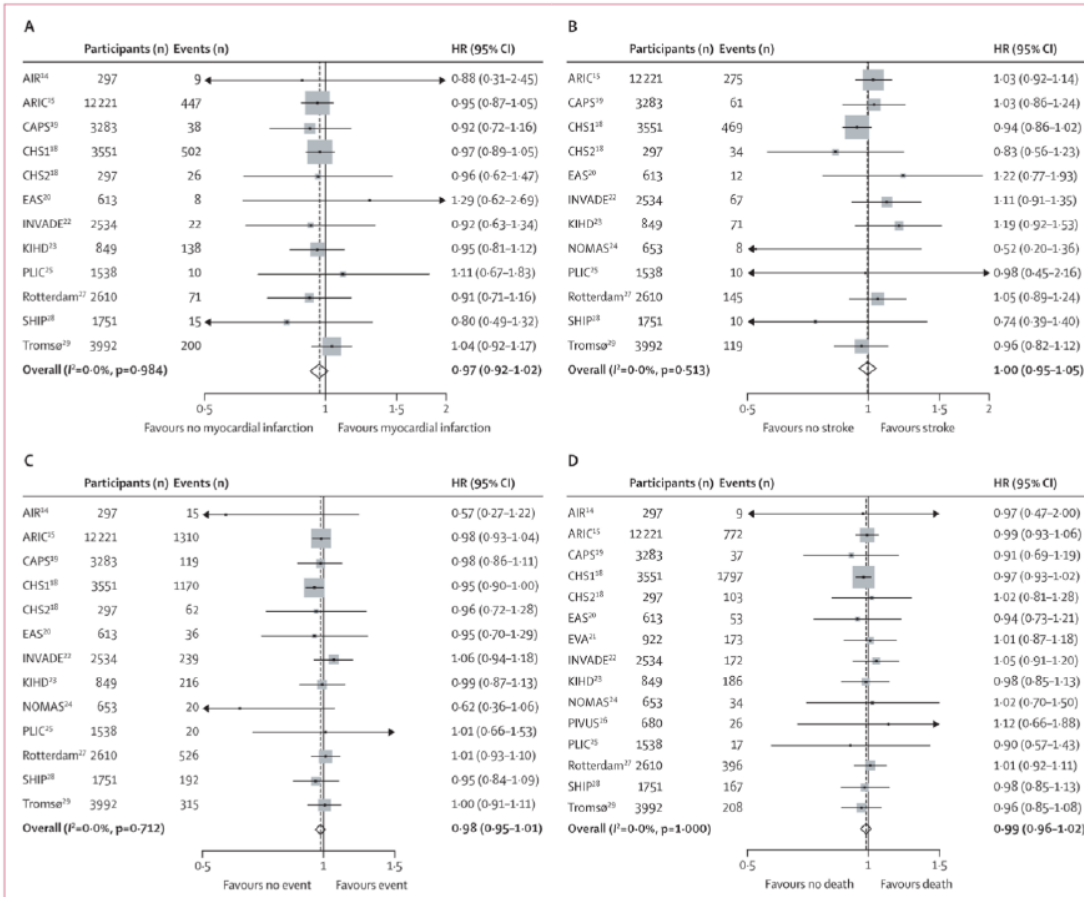 A
Participants (n) Events (n) HR (95% CI)
AIR¹⁴ 297 9 0·88 (0·31–2·45)
ARIC¹⁵ 12 221 447 0·95 (0·87–1·05)
CAPS¹⁹ 3283 38 0·92 (0·72–1·16)
CHS1¹⁸ 3551 502 0·97 (0·89–1·05)
CHS2¹⁸ 297 26 0·96 (0·62–1·47)
EAS²⁰ 613 8 1·29 (0·62–2·69)
INVADE²² 2534 22 0·92 (0·63–1·34)
KIHD²³ 849 138 0·95 (0·81–1·12)
PLIC²⁵ 1538 10 1·11 (0·67–1·83)
Rotterdam²⁷ 2610 71 0·91 (0·71–1·16)
SHIP²⁸ 1751 15 0·80 (0·49–1·32)
Tromsø²⁹ 3992 200 1·04 (0·92–1·17)
Overall (I²=0·0%, p=0·984) 0·97 (0·92–1·02)
0·5 1 1·5 2
Favours no myocardial infarction Favours myocardial infarction
B
Participants (n) Events (n) HR (95% CI)
ARIC¹⁵ 12 221 275 1·03 (0·92–1·14)
CAPS¹⁹ 3283 61 1·03 (0·86–1·24)
CHS1¹⁸ 3551 469 0·94 (0·86–1·02)
CHS2¹⁸ 297 34 0·83 (0·56–1·23)
EAS²⁰ 613 12 1·22 (0·77–1·93)
INVADE²² 2534 67 1·11 (0·91–1·35)
KIHD²³ 849 71 1·19 (0·92–1·53)
NOMAS²⁴ 653 8 0·52 (0·20–1·36)
PLIC²⁵ 1538 10 0·98 (0·45–2·16)
Rotterdam²⁷ 2610 145 1·05 (0·89–1·24)
SHIP²⁸ 1751 10 0·74 (0·39–1·40)
Tromsø²⁹ 3992 119 0·96 (0·82–1·12)
Overall (I²=0·0%, p=0·513) 1·00 (0·95–1·05)
0·5 1 1·5 2
Favours no stroke Favours stroke
C
Participants (n) Events (n) HR (95% CI)
AIR¹⁴ 297 15 0·57 (0·27–1·22)
ARIC¹⁵ 12 221 1310 0·98 (0·93–1·04)
CAPS¹⁹ 3283 119 0·98 (0·86–1·11)
CHS1¹⁸ 3551 1170 0·95 (0·90–1·00)
CHS2¹⁸ 297 62 0·96 (0·72–1·28)
EAS²⁰ 613 36 0·95 (0·70–1·29)
INVADE²² 2534 239 1·06 (0·94–1·18)
KIHD²³ 849 216 0·99 (0·87–1·13)
NOMAS²⁴ 653 20 0·62 (0·36–1·06)
PLIC²⁵ 1538 20 1·01 (0·66–1·53)
Rotterdam²⁷ 2610 526 1·01 (0·93–1·10)
SHIP²⁸ 1751 192 0·95 (0·84–1·09)
Tromsø²⁹ 3992 315 1·00 (0·91–1·11)
Overall (I²=0·0%, p=0·712) 0·98 (0·95–1·01)
0·5 1 1·5
Favours no event Favours event
D
Participants (n) Events (n) HR (95% CI)
AIR¹⁴ 297 9 0·97 (0·47–2·00)
ARIC¹⁵ 12 221 772 0·99 (0·93–1·06)
CAPS¹⁹ 3283 37 0·91 (0·69–1·19)
CHS1¹⁸ 3551 1797 0·97 (0·93–1·02)
CHS2¹⁸ 297 103 1·02 (0·81–1·28)
EAS²⁰ 613 53 0·94 (0·73–1·21)
EVA²¹ 922 173 1·01 (0·87–1·18)
INVADE²² 2534 172 1·05 (0·91–1·20)
KIHD²³ 849 186 0·98 (0·85–1·13)
NOMAS²⁴ 653 34 1·02 (0·70–1·50)
PIVUS²⁶ 680 26 1·12 (0·66–1·88)
PLIC²⁵ 1538 17 0·90 (0·57–1·43)
Rotterdam²⁷ 2610 396 1·01 (0·92–1·11)
SHIP²⁸ 1751 167 0·98 (0·85–1·13)
Tromsø²⁹ 3992 208 0·96 (0·85–1·08)
Overall (I²=0·0%, p=1·000) 0·99 (0·96–1·02)
0·5 1 1·5
Favours no death Favours death